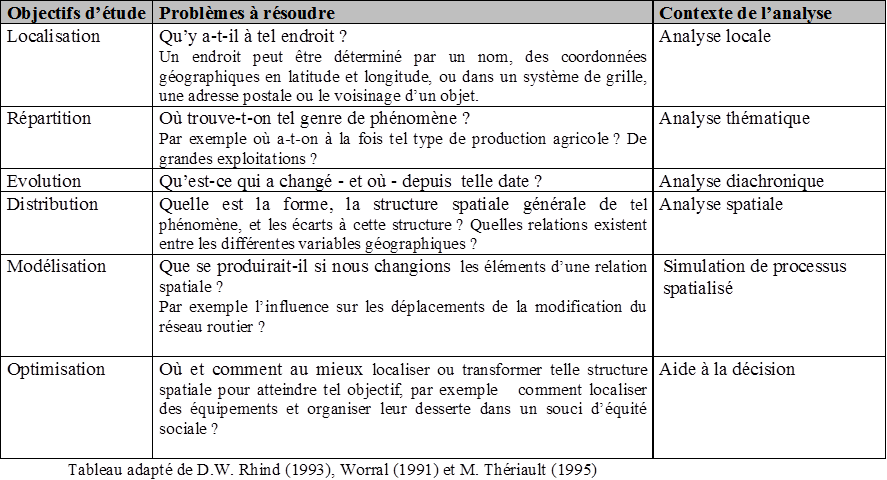 Objectifs d’étude Problèmes à résoudre Contexte de l’analyse
Localisation Qu’y a-t-il à tel endroit ? Analyse locale
Un endroit peut être déterminé par un nom, des coordonnées
géographiques en latitude et longitude, ou dans un système de grille,
une adresse postale ou le voisinage d’un objet.
Répartition Où trouve-t-on tel genre de phénomène ? Analyse thématique
Par exemple où a-t-on à la fois tel type de production agricole ? De
grandes exploitations ?
Evolution Qu’est-ce qui a changé - et où - depuis telle date ? Analyse diachronique
Distribution Quelle est la forme, la structure spatiale générale de tel Analyse spatiale
phénomène, et les écarts à cette structure ? Quelles relations existent
entre les différentes variables géographiques ?
Modélisation Que se produirait-il si nous changions les éléments d’une relation Simulation de processus
spatiale ? spatialisé
Par exemple l’influence sur les déplacements de la modification du
réseau routier ?
Optimisation Où et comment au mieux localiser ou transformer telle structure Aide à la décision
spatiale pour atteindre tel objectif, par exemple comment localiser
des équipements et organiser leur desserte dans un souci d’équité
sociale ?
Tableau adapté de D.W. Rhind (1993), Worral (1991) et M. Thériault (1995)